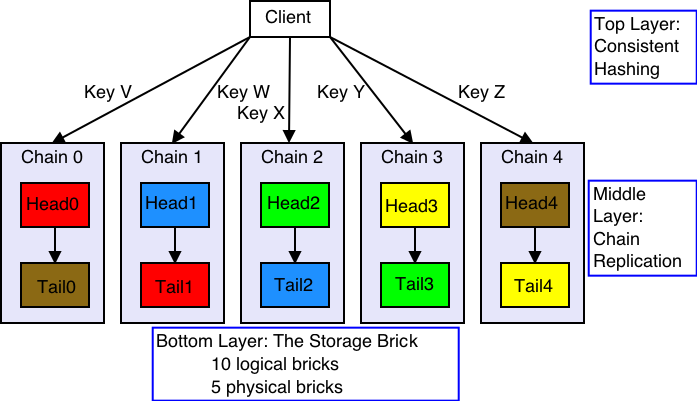 Client
Top Layer:
Consistent
Hashing
Key V
Key W
Key X
Key Y
Key Z
Chain 0
Chain 1
Chain 2
Chain 3
Chain 4
Head0
Head1
Head2
Head3
Head4
Middle
Layer:
Chain
Replication
Tail0
Tail1
Tail2
Tail3
Tail4
Bottom Layer: The Storage Brick
10 logical bricks
5 physical bricks